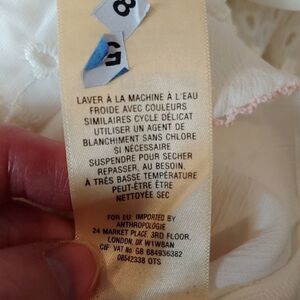 8
5
LAVER À LA MACHINE À L'EAU
FROIDE AVEC COULEURS
SIMILAIRES CYCLE DÉLICAT
UTILISER UN AGENT DE
BLANCHIMENT SANS CHLORE
SI NÉCESSAIRE
SUSPENDRE POUR SECHER
REPASSER, AU BESOIN,
À TRÈS BASSE TEMPÉRATURE
PEUT-ÊTRE ÊTRE
NETTOYÉE SEC
FOR EU: IMPORTED BY
ANTHROPOLOGIE
24 MARKET PLACE, 3RD FLOOR,
LONDON, UK W1W8AN
CIF VAT No GB 684936382
08542338 OTS